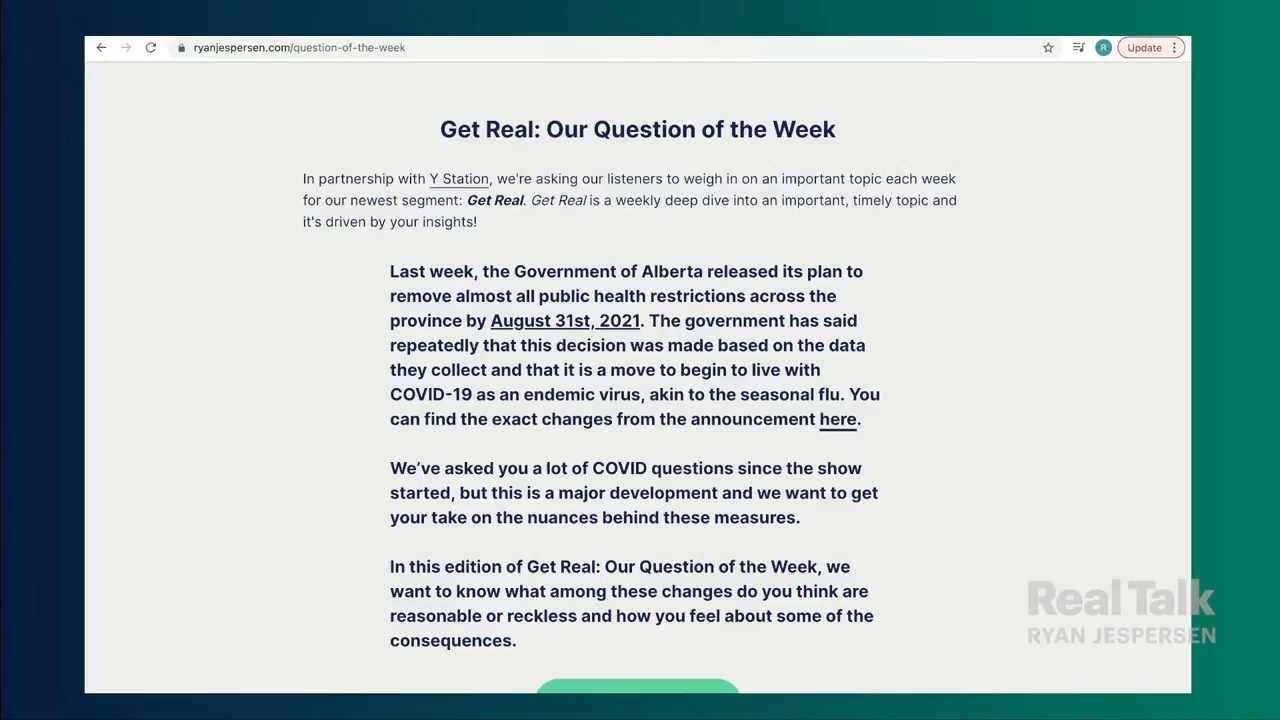 ryanjespersen.com/question-of-the-week
R
Update
Get Real: Our Question of the Week
In partnership with Y Station, we're asking our listeners to weigh in on an important topic each week
for our newest segment: Get Real. Get Real is a weekly deep dive into an important, timely topic and
it's driven by your insights!
Last week, the Government of Alberta released its plan to
remove almost all public health restrictions across the
province by August 31st, 2021. The government has said
repeatedly that this decision was made based on the data
they collect and that it is a move to begin to live with
COVID-19 as an endemic virus, akin to the seasonal flu. You
can find the exact changes from the announcement here.
We’ve asked you a lot of COVID questions since the show
started, but this is a major development and we want to get
your take on the nuances behind these measures.
In this edition of Get Real: Our Question of the Week, we
want to know what among these changes do you think are
reasonable or reckless and how you feel about some of the
consequences.
Real Talk
RYAN JESPERSEN